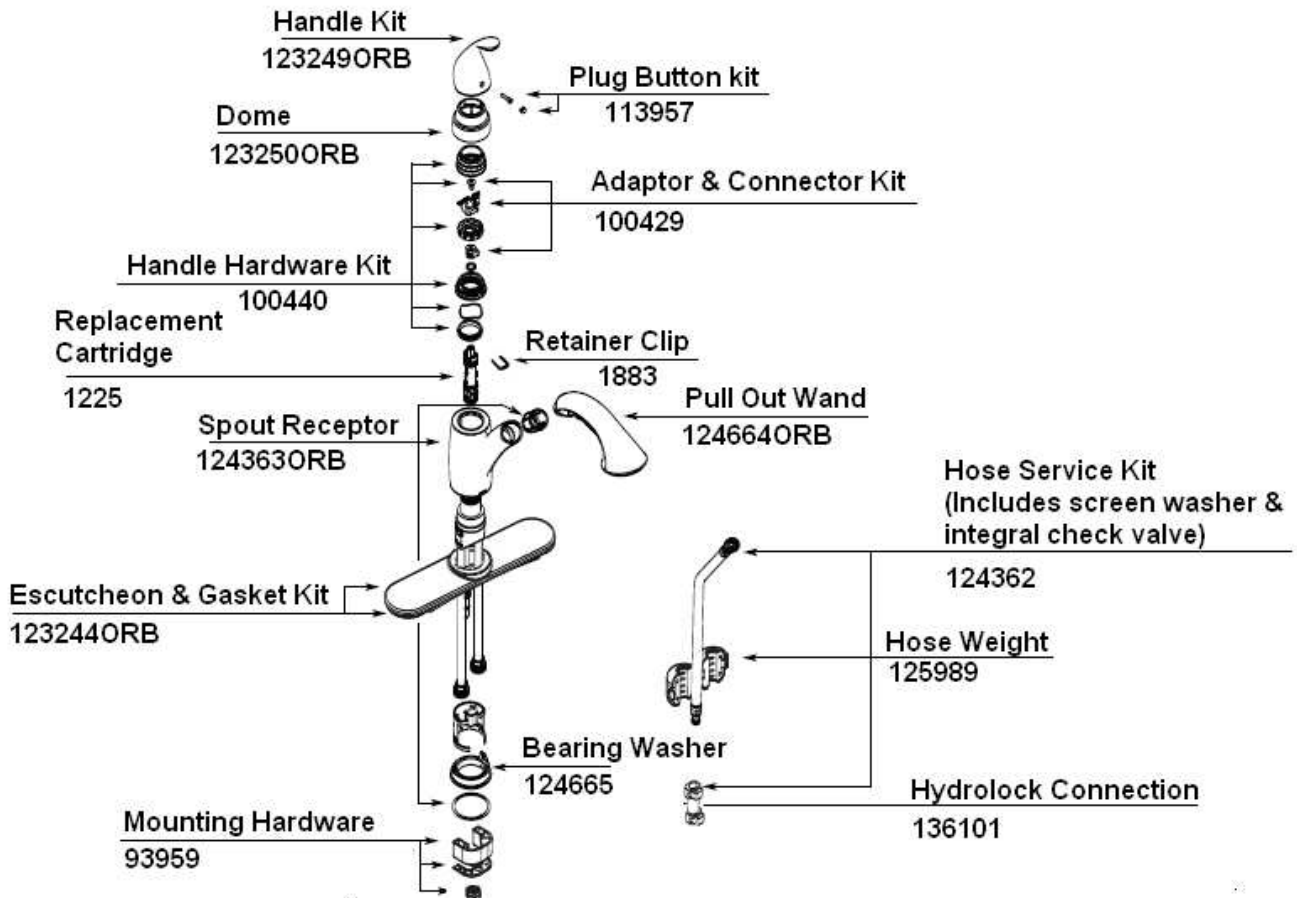 Handle Kit
123249ORB
Plug Button kit
113957
Dome
123250ORB
Adaptor & Connector Kit
100429
Handle Hardware Kit
100440
Replacement
Cartridge
1225
Retainer Clip
1883
Pull Out Wand
124664ORB
Spout Receptor
124363ORB
Hose Service Kit
(Includes screen washer &
integral check valve)
124362
Escutcheon & Gasket Kit
123244ORB
Hose Weight
125989
Bearing Washer
124665
Hydrolock Connection
136101
Mounting Hardware
93959